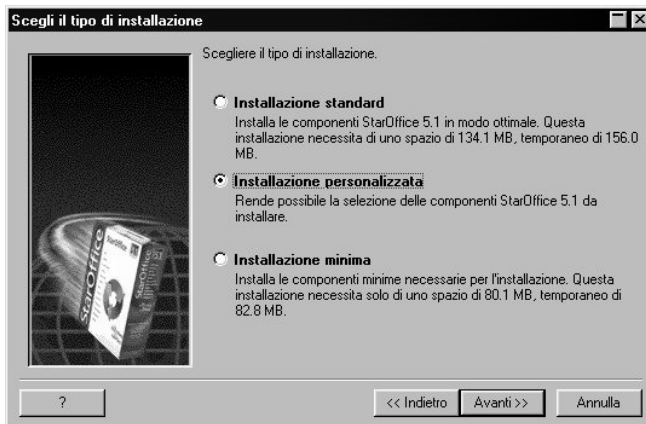 Scegli il tipo di installazione
Scegliere il tipo di installazione.
Installazione standard
Installa le componenti StarOffice 5.1 in modo ottimale. Questa
installazione necessita di uno spazio di 134.1 MB, temporaneo di 156.0
MB.
Installazione personalizzata
Rende possibile la selezione delle componenti StarOffice 5.1 da
installare.
Installazione minima
Installa le componenti minime necessarie per l'installazione. Questa
installazione necessita solo di uno spazio di 80.1 MB, temporaneo di
82.8 MB.
StarOffice
StarOffice
StarOffice
?
<< Indietro
Avanti >>
Annulla